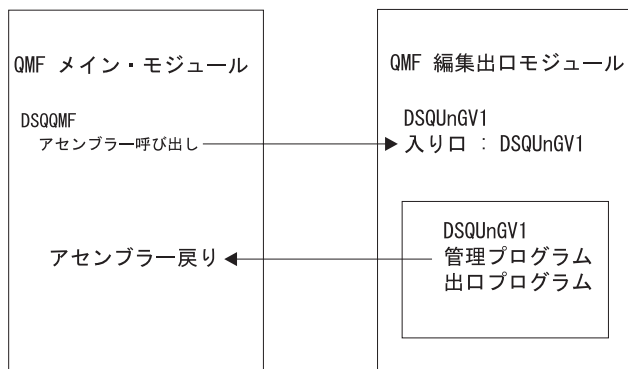 QMF メイン・モジュール
DSQQMF
アセンブラー呼び出し
アセンブラー戻り
QMF 編集出口モジュール
DSQUnGV1
入り口 : DSQUnGV1
DSQUnGV1
管理プログラム
出口プログラム